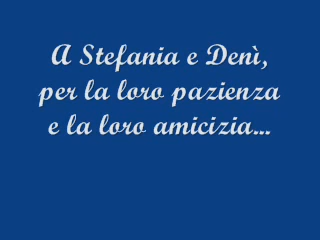 A Stefania e Denì,
per la loro pazienza
e la loro amicizia...